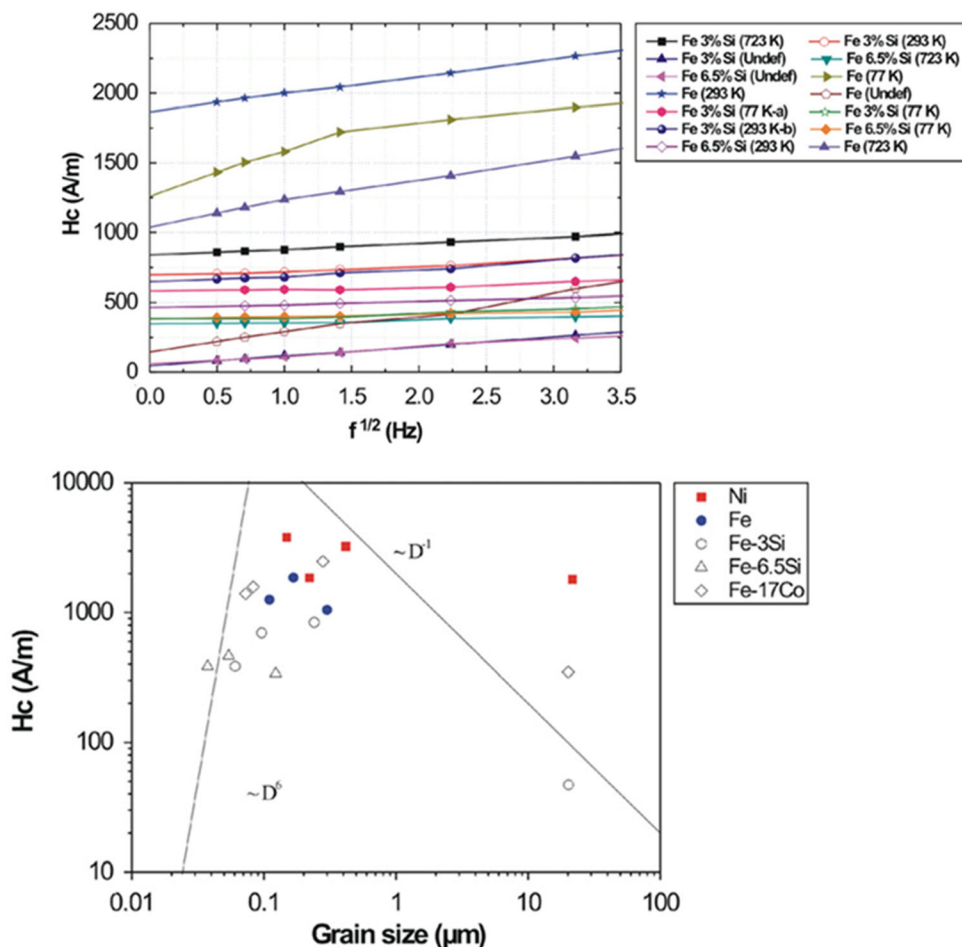 2500
2000
1500
1000
500
0
Hc (A/m)
0.0 0.5 1.0 1.5 2.0 2.5 3.0 3.5
f 1/2 (Hz)
Fe 3%Si (723 K) Fe 3%Si (293 K)
Fe 3%Si (Undef) Fe 6.5%Si (723 K)
Fe 6.5%Si (Undef) Fe (77 K)
Fe (293 K) Fe (Undef)
Fe 3%Si (77 K-a) Fe 3%Si (77 K)
Fe 3%Si (293 K-b) Fe 6.5%Si (77 K)
Fe 6.5%Si (293 K) Fe (723 K)
10000
1000
100
10
Hc (A/m)
~D-1
~D6
0.01 0.1 1 10 100
Grain size (μm)
Ni
Fe
Fe-3Si
Fe-6.5Si
Fe-17Co